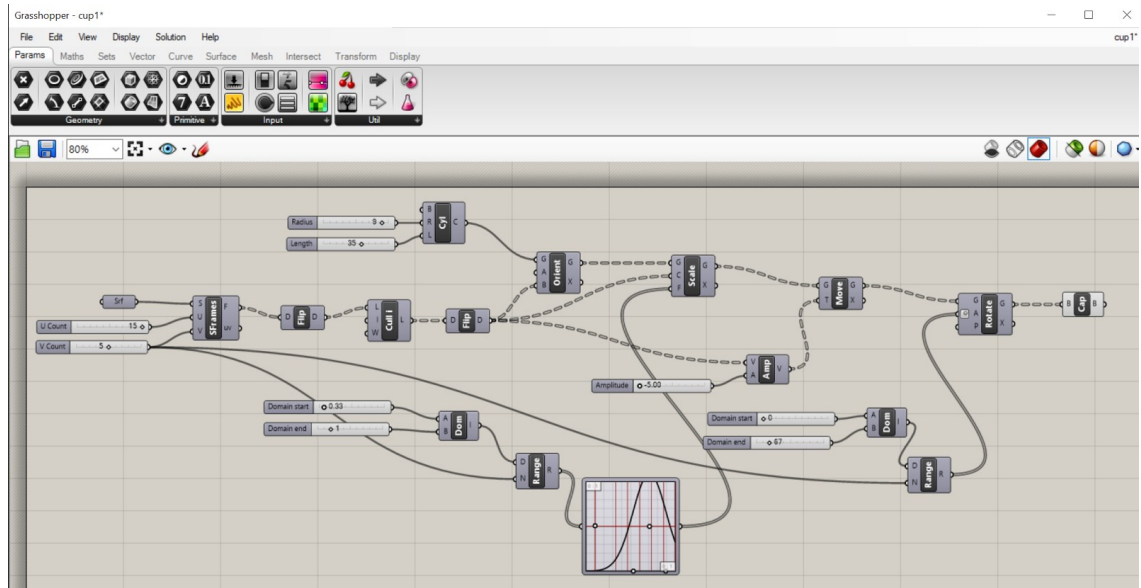 Grasshopper - cup1*
File Edit View Display Solution Help
cup1*
Params Maths Sets Vector Curve Surface Mesh Intersect Transform Display
Geometry Primitive Input Util
80%
B R L Cyl C
Radius 9
Length 35
G A B Orient G X
G C F Scale G X
G T Move G X
Srf
S U V SFrames F uv
D Flip D
L I W Cull i L
D Flip D
G A P Rotate G X
B Cap B
U Count 15
V Count 5
V A Amp V
Amplitude -5.00
Domain start 0.33
Domain end 1
A B Dom I
Domain start 0
Domain end 67
A B Dom I
D N Range R
D N Range R